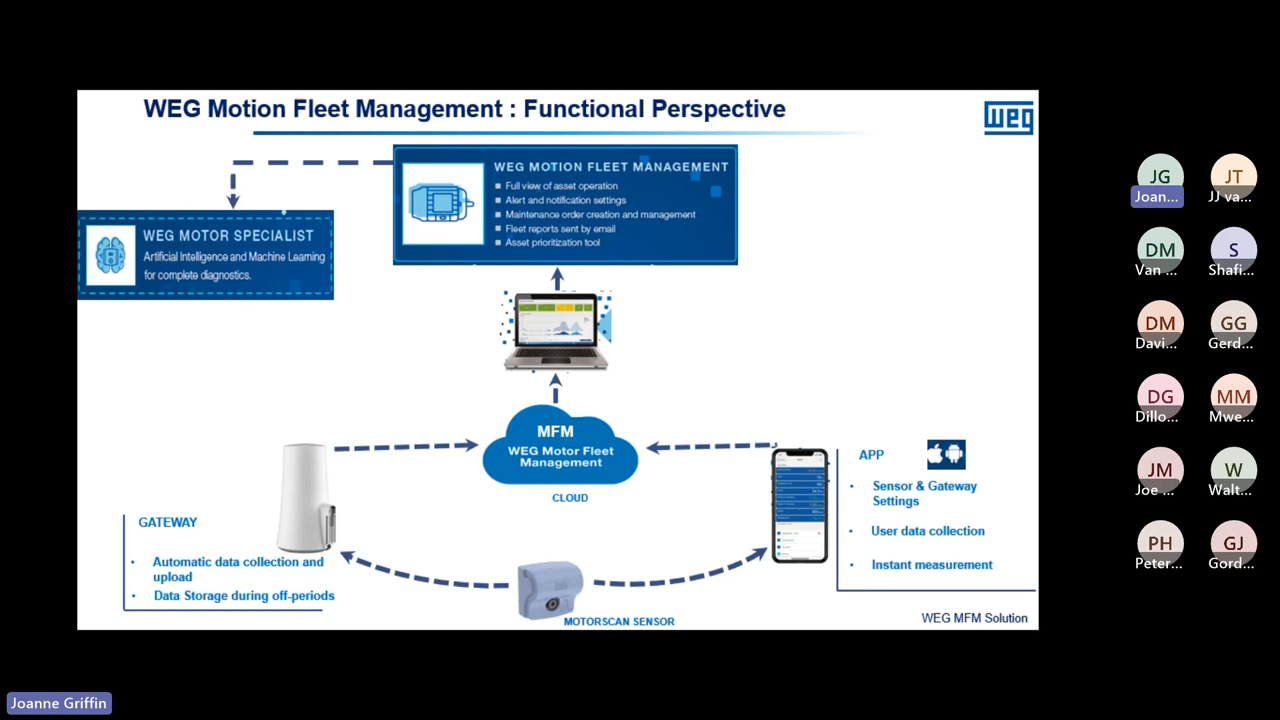 WEG Motion Fleet Management : Functional Perspective
weg
WEG MOTION FLEET MANAGEMENT
Full view of asset operation
Alert and notification settings
Maintenance order creation and management
Fleet reports sent by email
Asset prioritization tool
WEG MOTOR SPECIALIST
Artificial Intelligence and Machine Learning
for complete diagnostics.
MFM
WEG Motor Fleet
Management
CLOUD
GATEWAY
• Automatic data collection and
upload
• Data Storage during off-periods
APP
• Sensor & Gateway
Settings
• User data collection
• Instant measurement
MOTORSCAN SENSOR
WEG MFM Solution
JG
Joan...
JT
JJ va...
DM
Van ...
S
Shafi...
DM
Davi...
GG
Gerd...
DG
Dillo...
MM
Mwe...
JM
Joe ...
W
Walt...
PH
Peter...
GJ
Gord...
Joanne Griffin